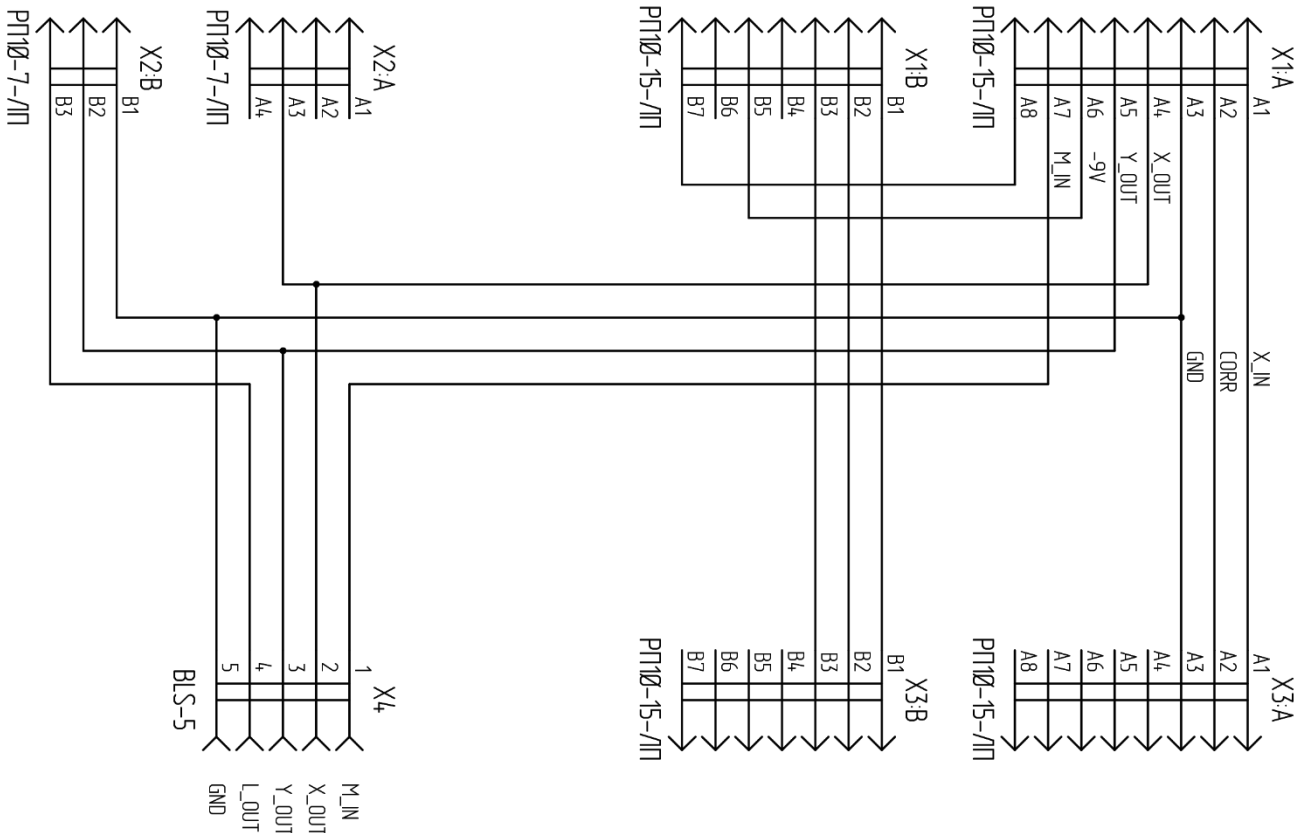 X1:A
X3:A
A1
X_IN
A1
A2
CORR
A2
A3
GND
A3
A4
X_OUT
A4
A5
Y_OUT
A5
A6
-9V
A6
A7
M_IN
A7
A8
A8
РП10-15-ЛП
РП10-15-ЛП
X1:B
X3:B
B1
B1
B2
B2
B3
B3
B4
B4
B5
B5
B6
B6
B7
B7
РП10-15-ЛП
РП10-15-ЛП
X2:A
X4
A1
1
M_IN
A2
2
X_OUT
A3
3
Y_OUT
A4
4
L_OUT
5
GND
РП10-7-ЛП
BLS-5
X2:B
B1
B2
B3
РП10-7-ЛП